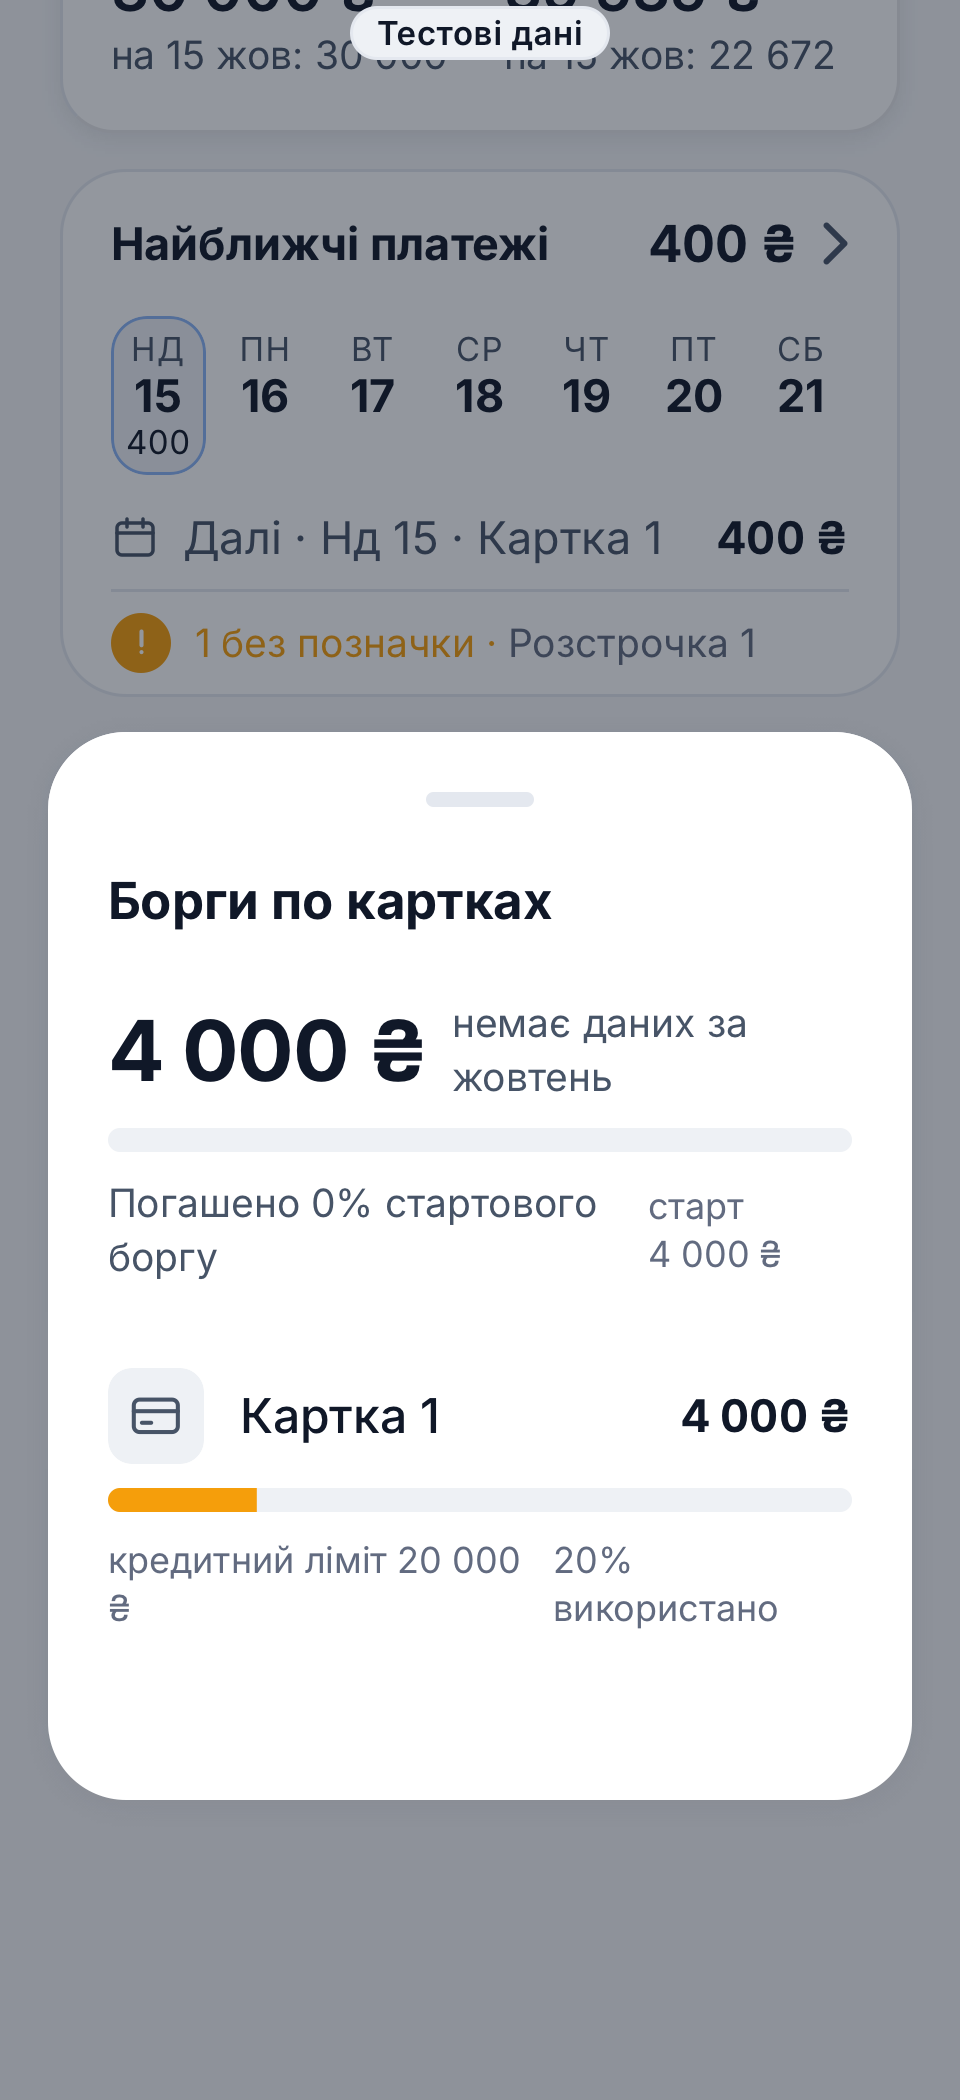 Тестові дані
на 15 жов: 30 000 на 15 жов: 22 672
Найближчі платежі 400 ₴
НД ПН ВТ СР ЧТ ПТ СБ
15 16 17 18 19 20 21
400
Далі · Нд 15 · Картка 1 400 ₴
! 1 без позначки · Розстрочка 1
Борги по картках
4 000 ₴ немає даних за
жовтень
Погашено 0% стартового
боргу
старт
4 000 ₴
Картка 1 4 000 ₴
кредитний ліміт 20 000
₴
20%
використано